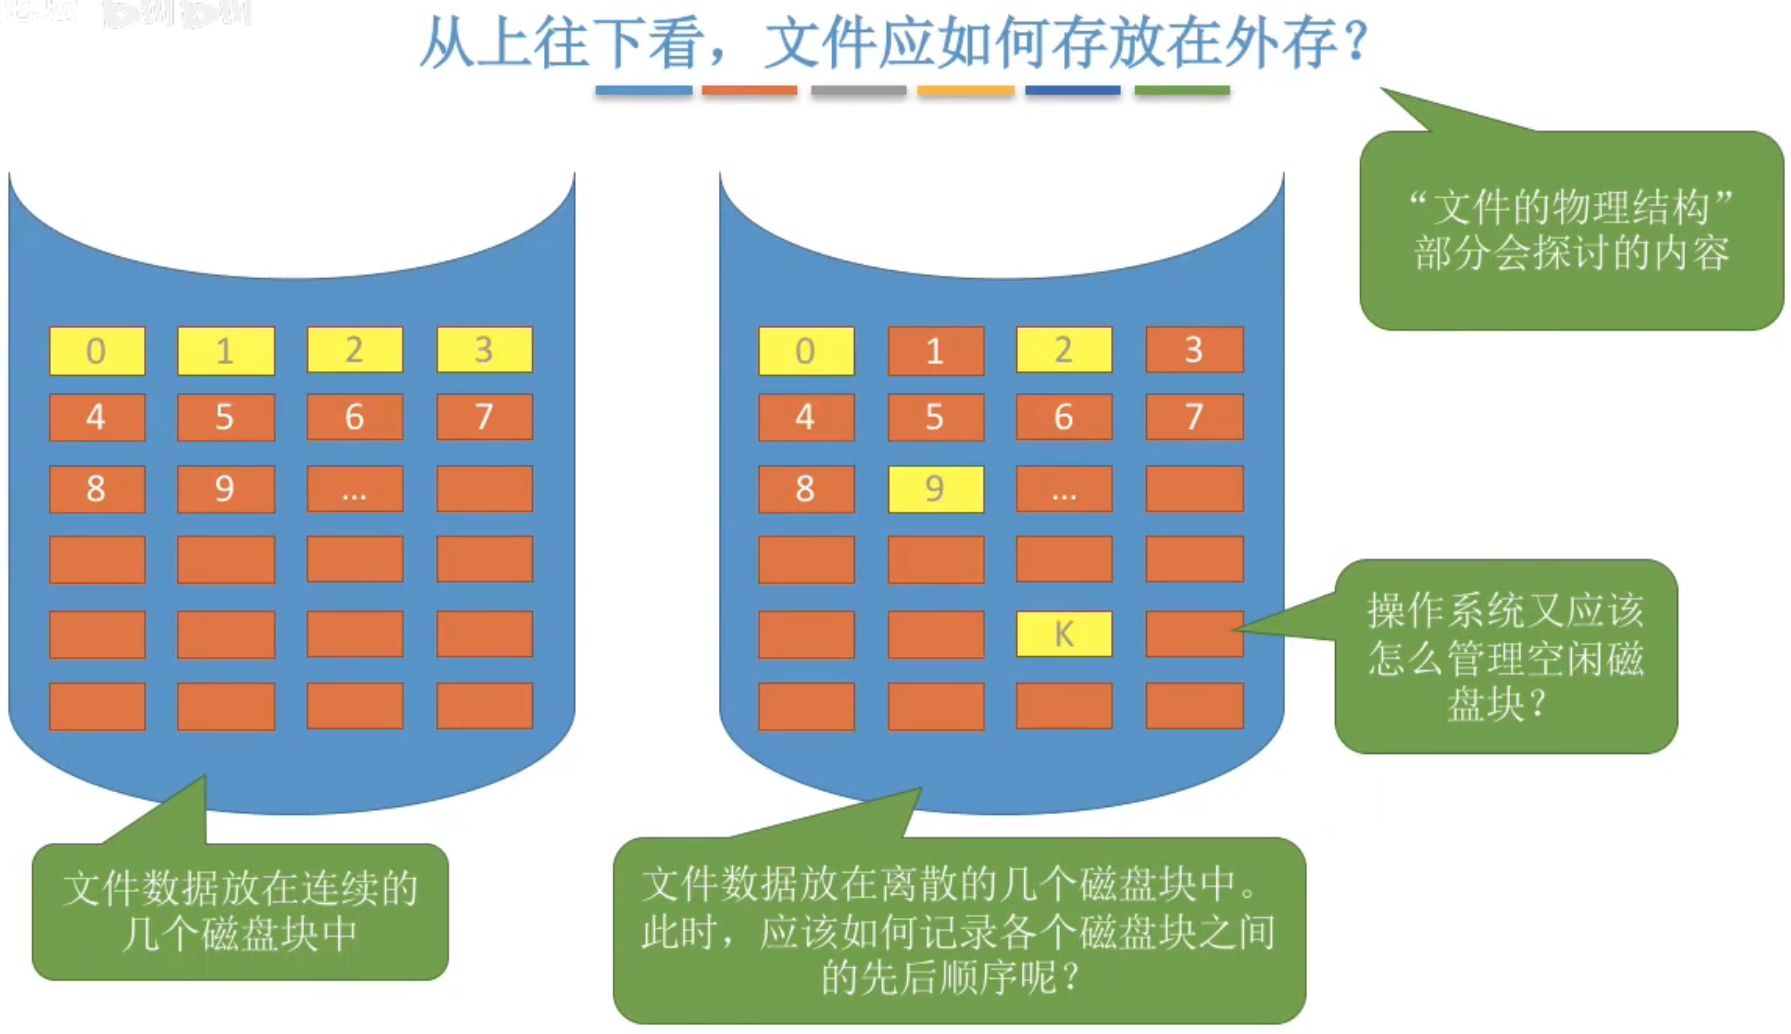 从上往下看，文件应如何存放在外存？
“文件的物理结构”
部分会探讨的内容
0 1 2 3
4 5 6 7
8 9 ...
0 1 2 3
4 5 6 7
8 9 ...
K
操作系统又应该
怎么管理空闲磁
盘块？
文件数据放在连续的
几个磁盘块中
文件数据放在离散的几个磁盘块中。
此时，应该如何记录各个磁盘块之间
的先后顺序呢？